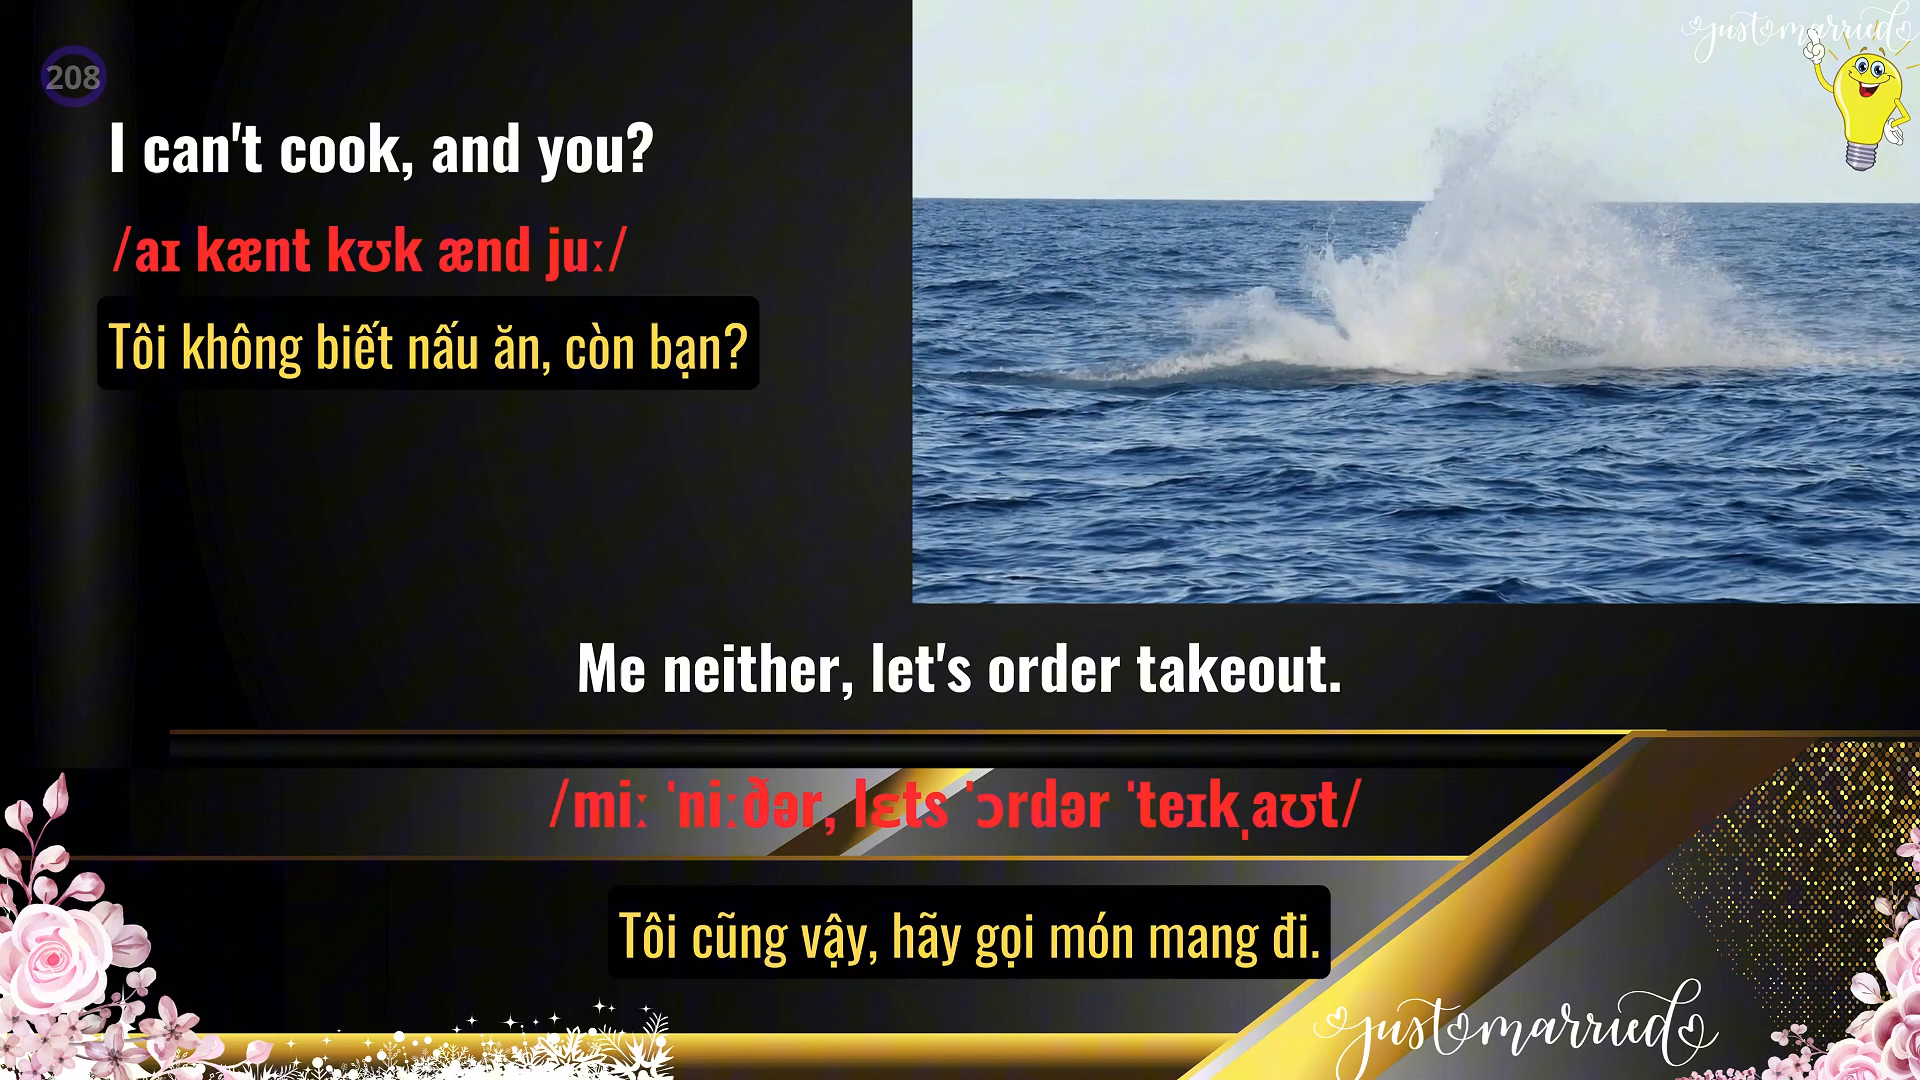 208
justmarried
I can't cook, and you?
/aɪ kænt kʊk ænd juː/
Tôi không biết nấu ăn, còn bạn?
Me neither, let's order takeout.
/miː ˈniːðər, lɛts ˈɔrdər ˈteɪkˌaʊt/
Tôi cũng vậy, hãy gọi món mang đi.
justmarried